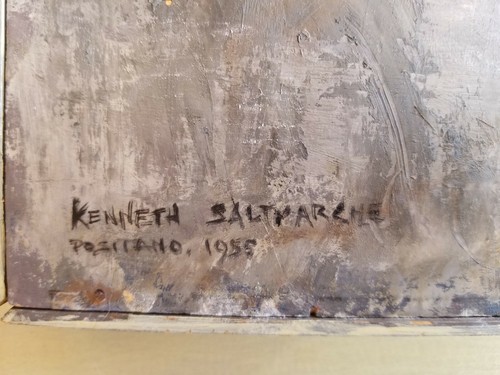 KENNETH SALTMARCHE
POSITANO, 1955